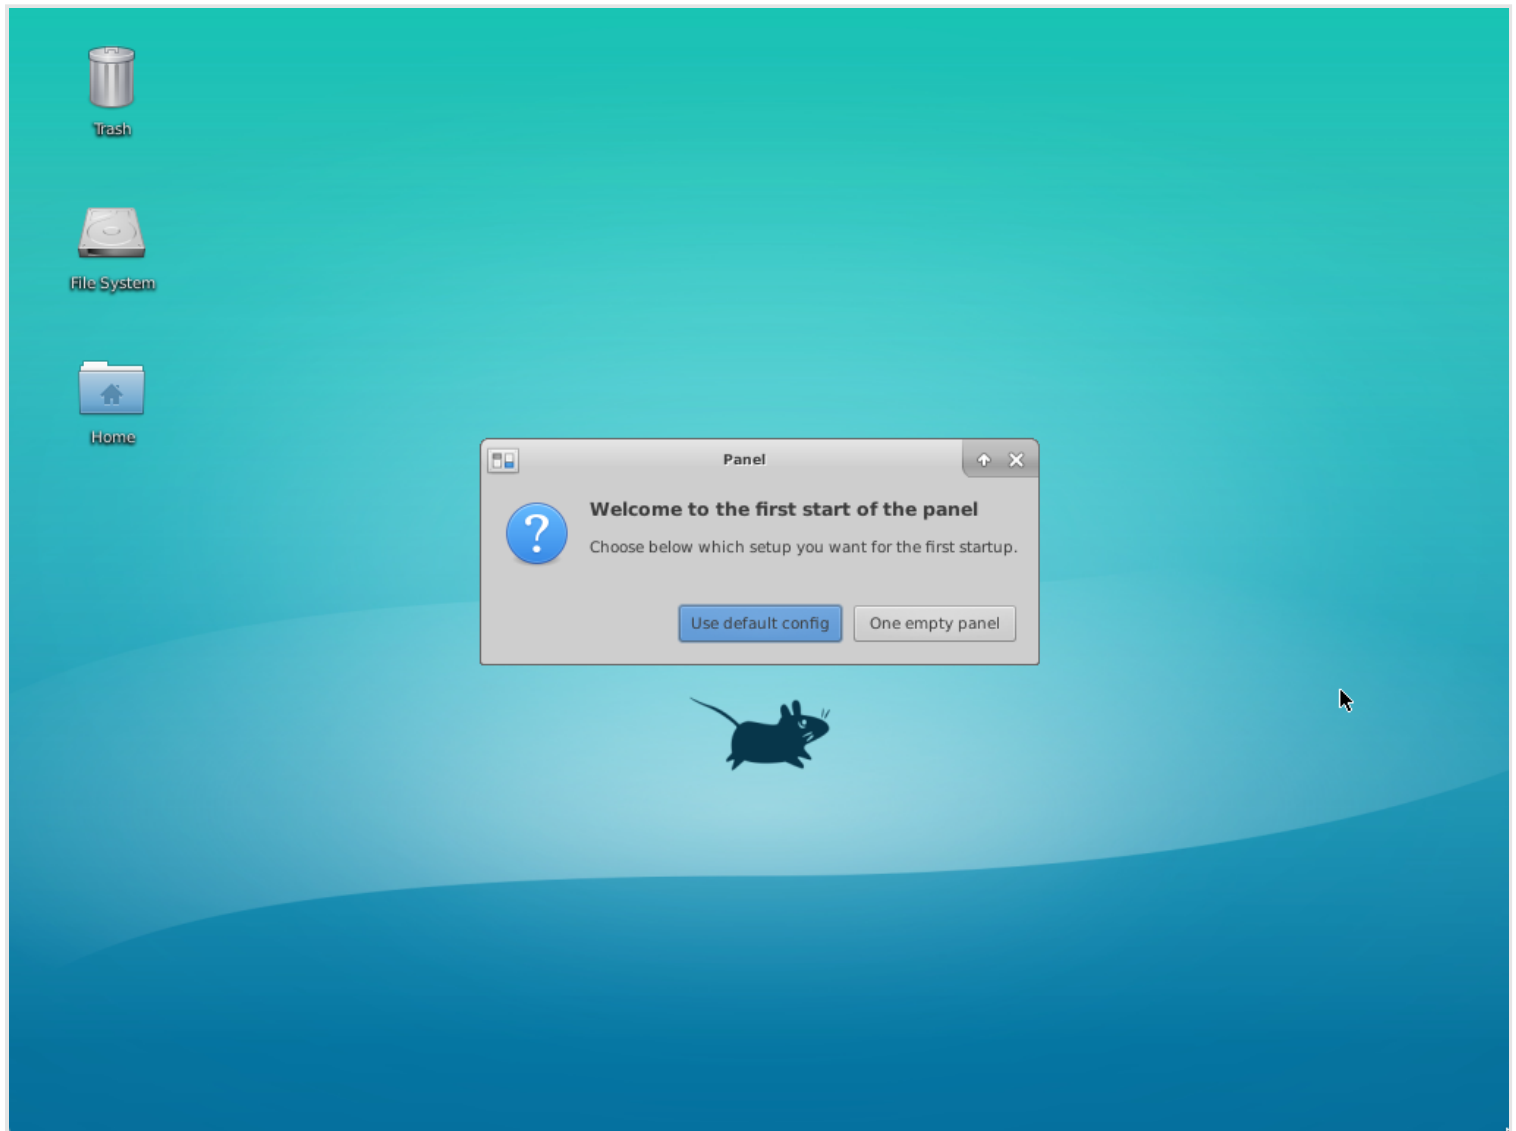 Trash
File System
Home
Panel
Welcome to the first start of the panel
Choose below which setup you want for the first startup.
Use default config
One empty panel